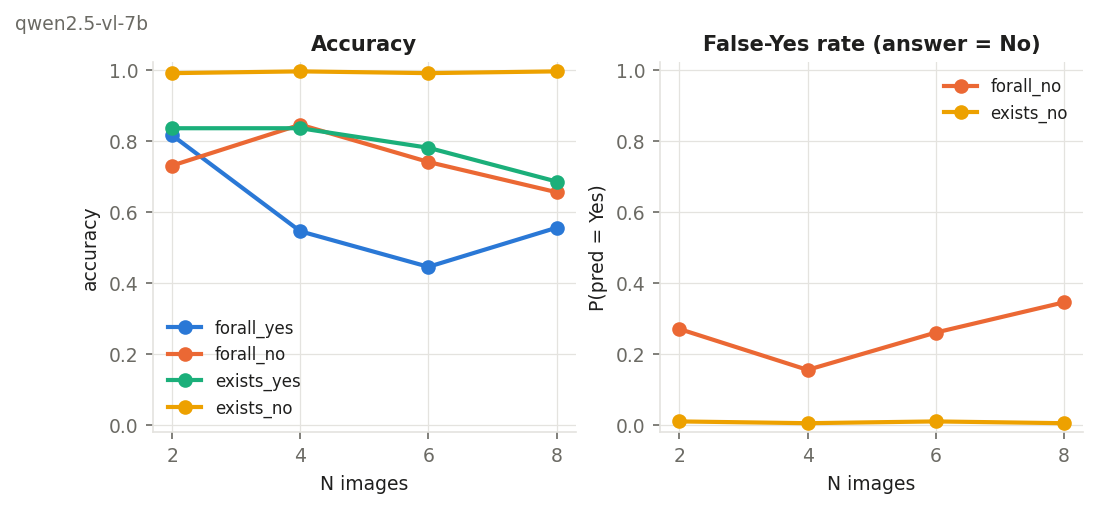 qwen2.5-vl-7b
Accuracy
accuracy
1.0
0.8
0.6
0.4
0.2
0.0
forall_yes
forall_no
exists_yes
exists_no
2 4 6 8
N images
False-Yes rate (answer = No)
P(pred = Yes)
1.0
0.8
0.6
0.4
0.2
0.0
forall_no
exists_no
2 4 6 8
N images